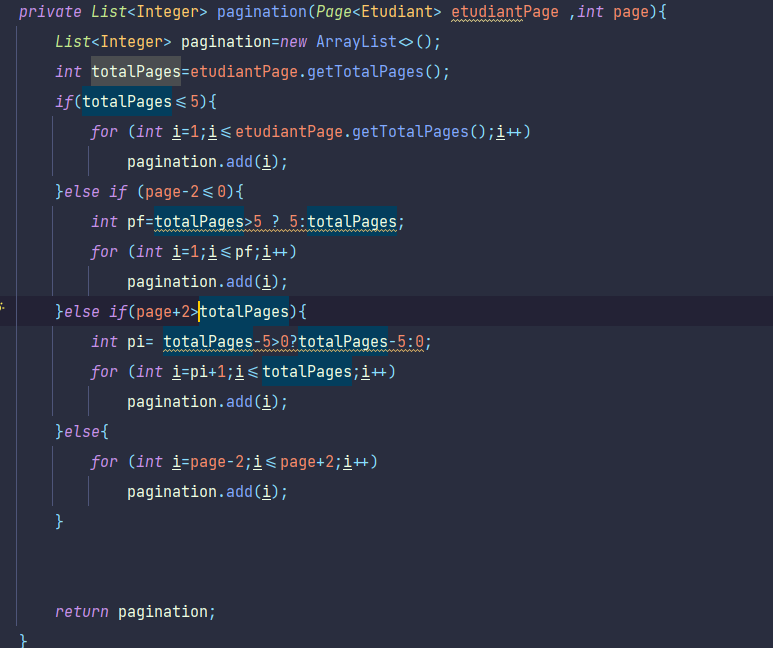 private List<Integer> pagination(Page<Etudiant> etudiantPage ,int page){
List<Integer> pagination=new ArrayList<>();
int totalPages=etudiantPage.getTotalPages();
if(totalPages<=5){
for (int i=1;i<=etudiantPage.getTotalPages();i++)
pagination.add(i);
}else if (page-2<=0){
int pf=totalPages>5 ? 5:totalPages;
for (int i=1;i<=pf;i++)
pagination.add(i);
}else if(page+2>totalPages){
int pi= totalPages-5>0?totalPages-5:0;
for (int i=pi+1;i<=totalPages;i++)
pagination.add(i);
}else{
for (int i=page-2;i<=page+2;i++)
pagination.add(i);
}
return pagination;
}